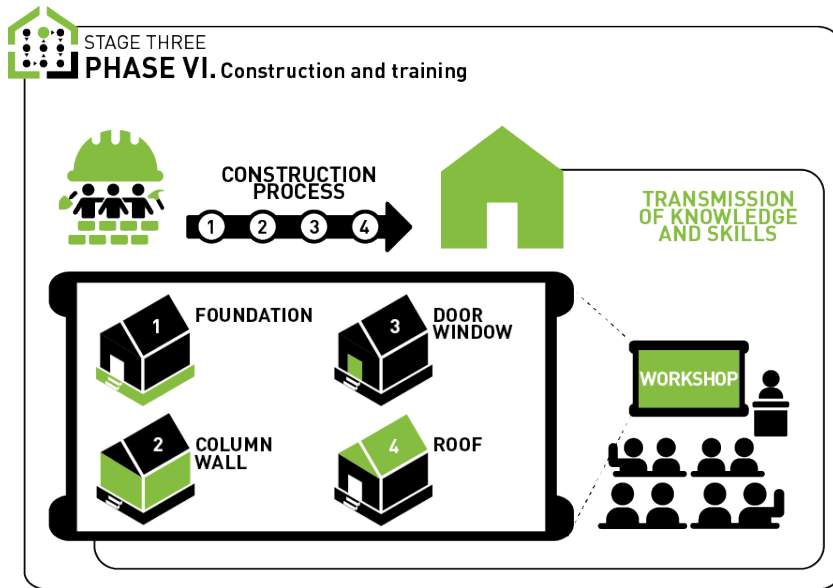 STAGE THREE
PHASE VI. Construction and training
CONSTRUCTION
PROCESS
1 2 3 4
TRANSMISSION
OF KNOWLEDGE
AND SKILLS
1
FOUNDATION
2
COLUMN
WALL
3
DOOR
WINDOW
4
ROOF
WORKSHOP